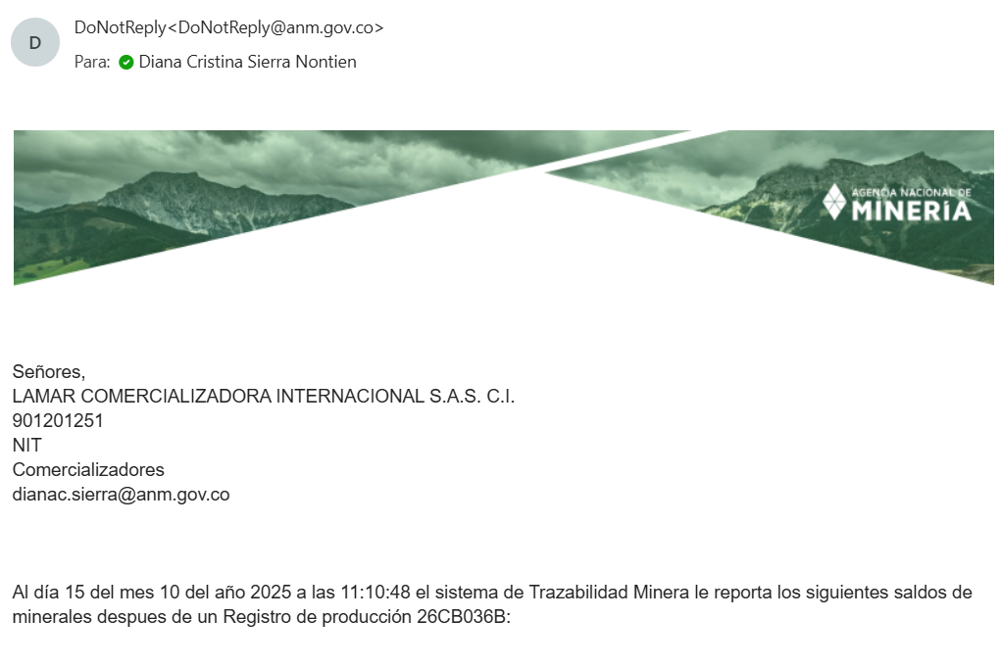 D
DoNotReply<DoNotReply@anm.gov.co>
Para: Diana Cristina Sierra Nontien
AGENCIA NACIONAL DE
MINERÍA
Señores,
LAMAR COMERCIALIZADORA INTERNACIONAL S.A.S. C.I.
901201251
NIT
Comercializadores
dianac.sierra@anm.gov.co
Al día 15 del mes 10 del año 2025 a las 11:10:48 el sistema de Trazabilidad Minera le reporta los siguientes saldos de
minerales despues de un Registro de producción 26CB036B: